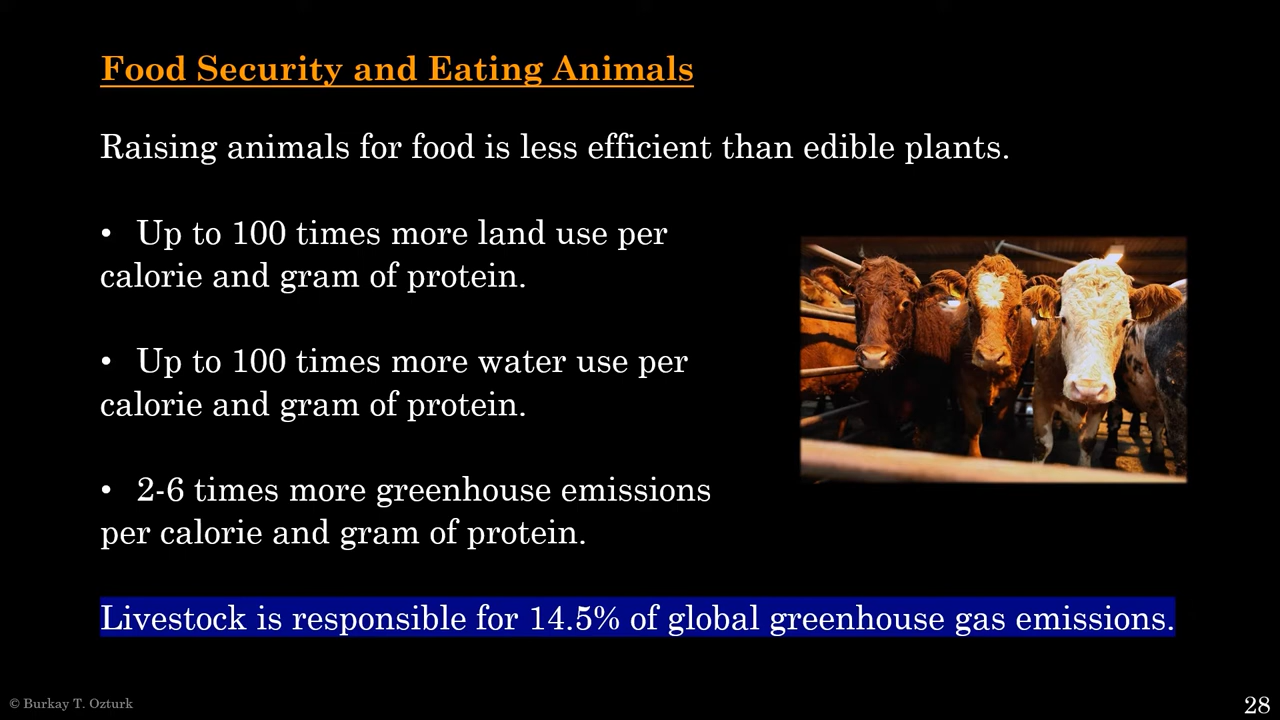 Food Security and Eating Animals
Raising animals for food is less efficient than edible plants.
• Up to 100 times more land use per
calorie and gram of protein.
• Up to 100 times more water use per
calorie and gram of protein.
• 2-6 times more greenhouse emissions
per calorie and gram of protein.
Livestock is responsible for 14.5% of global greenhouse gas emissions.
© Burkay T. Ozturk
28